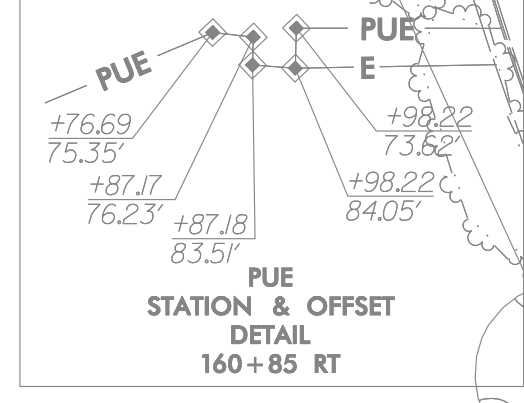 PUE
PUE
E
+76.69
75.35'
+98.22
73.62'
+87.17
76.23'
+98.22
84.05'
+87.18
83.51'
PUE
STATION & OFFSET
DETAIL
160+85 RT